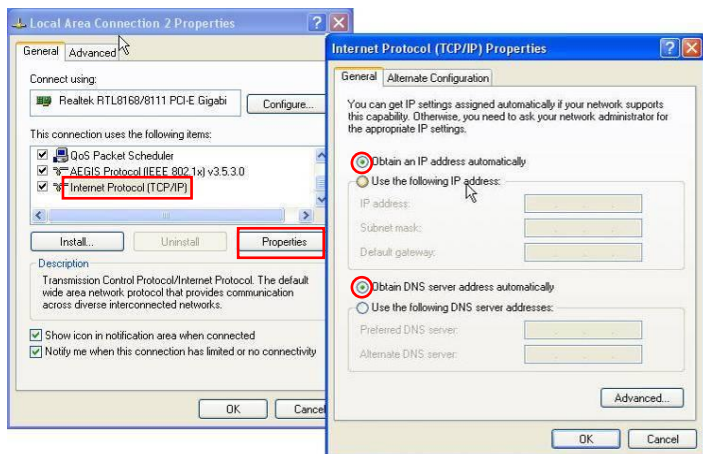 Local Area Connection 2 Properties
General
Advanced
Connect using:
Realtek RTL8168/8111 PCI-E Gigabi
Configure...
This connection uses the following items:
QoS Packet Scheduler
AEGIS Protocol (IEEE 802.1x) v3.5.3.0
Internet Protocol (TCP/IP)
Install...
Uninstall
Properties
Description
Transmission Control Protocol/Internet Protocol. The default
wide area network protocol that provides communication
across diverse interconnected networks.
Show icon in notification area when connected
Notify me when this connection has limited or no connectivity
OK
Cancel
Internet Protocol (TCP/IP) Properties
General
Alternate Configuration
You can get IP settings assigned automatically if your network supports
this capability. Otherwise, you need to ask your network administrator for
the appropriate IP settings.
Obtain an IP address automatically
Use the following IP address:
IP address:
Subnet mask:
Default gateway:
Obtain DNS server address automatically
Use the following DNS server addresses:
Preferred DNS server:
Alternate DNS server:
Advanced...
OK
Cancel